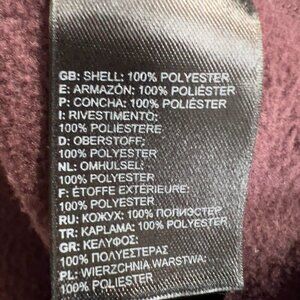 GB: SHELL: 100% POLYESTER
E: ARMAZÓN: 100% POLIÉSTER
P: CONCHA: 100% POLIÉSTER
I: RIVESTIMENTO:
100% POLIESTERE
D: OBERSTOFF:
100% POLYESTER
NL: OMHULSEL:
100% POLYESTER
F: ÉTOFFE EXTÉRIEURE:
100% POLYESTER
RU: КОЖУХ: 100% ПОЛИЭСТЕР
TR: KAPLAMA: 100% POLYESTER
GR: ΚΕΛΥΦΟΣ:
100% ΠΟΛΥΕΣΤΕΡΑΣ
PL: WIERZCHNIA WARSTWA:
100% POLIESTER